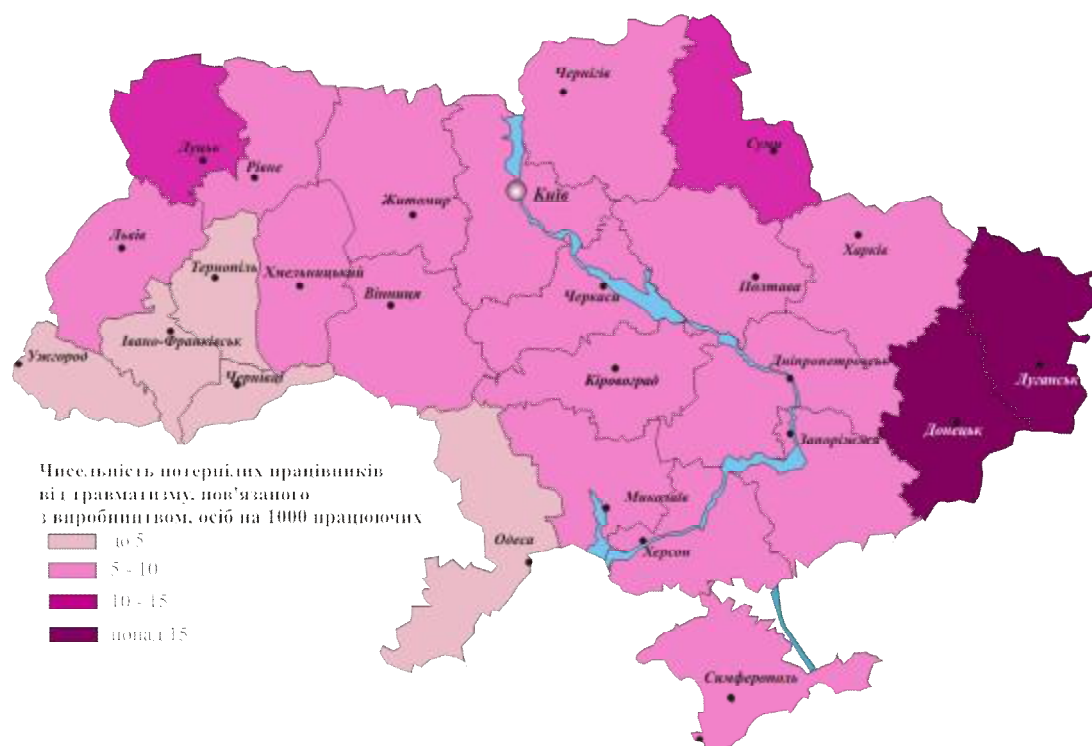 Чернігів
Суми
Луцьк
Рівне
Київ
Житомир
Львів
Харків
Тернопіль
Хмельницький
Полтава
Вінниця
Черкаси
Івано-Франківськ
Ужгород
Дніпропетровськ
Чернівці
Кіровоград
Луганськ
Донецьк
Запоріжжя
Чисельність потерпілих працівників
від травматизму, пов'язаного
з виробництвом, осіб на 1000 працюючих
Миколаїв
Одеса
Херсон
до 5
5 - 10
10 - 15
понад 15
Симферополь